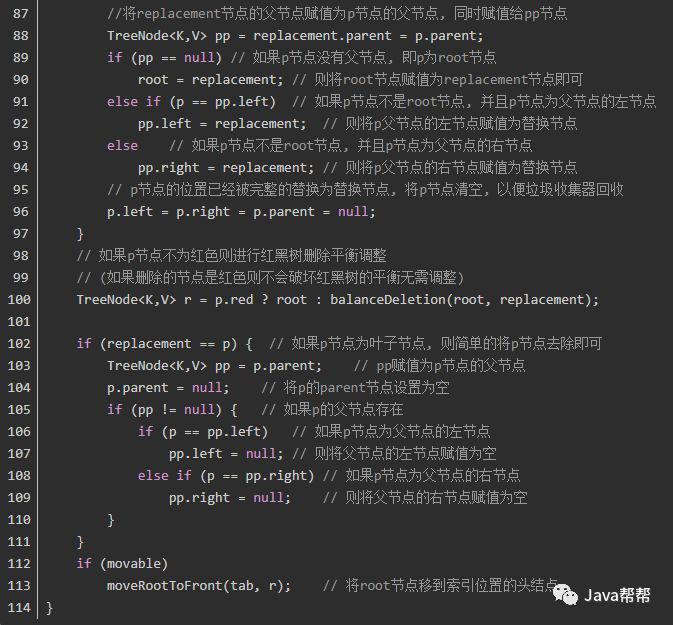 87 //将replacement节点的父节点赋值为p节点的父节点, 同时赋值给pp节点
88 TreeNode<K,V> pp = replacement.parent = p.parent;
89 if (pp == null) // 如果p节点没有父节点, 即p为root节点
90 root = replacement; // 则将root节点赋值为replacement节点即可
91 else if (p == pp.left) // 如果p节点不是root节点, 并且p节点为父节点的左节点
92 pp.left = replacement; // 则将p父节点的左节点赋值为替换节点
93 else // 如果p节点不是root节点, 并且p节点为父节点的右节点
94 pp.right = replacement; // 则将p父节点的右节点赋值为替换节点
95 // p节点的位置已经被完整的替换为替换节点, 将p节点清空, 以便垃圾收集器回收
96 p.left = p.right = p.parent = null;
97 }
98 // 如果p节点不为红色则进行红黑树删除平衡调整
99 // (如果删除的节点是红色则不会破坏红黑树的平衡无需调整)
100 TreeNode<K,V> r = p.red ? root : balanceDeletion(root, replacement);
101
102 if (replacement == p) { // 如果p节点为叶子节点, 则简单的将p节点去除即可
103 TreeNode<K,V> pp = p.parent; // pp赋值为p节点的父节点
104 p.parent = null; // 将p的parent节点设置为空
105 if (pp != null) { // 如果p的父节点存在
106 if (p == pp.left) // 如果p节点为父节点的左节点
107 pp.left = null; // 则将父节点的左节点赋值为空
108 else if (p == pp.right) // 如果p节点为父节点的右节点
109 pp.right = null; // 则将父节点的右节点赋值为空
110 }
111 }
112 if (movable)
113 moveRootToFront(tab, r); // 将root节点移到索引位置的头结点
114 }
Java帮帮